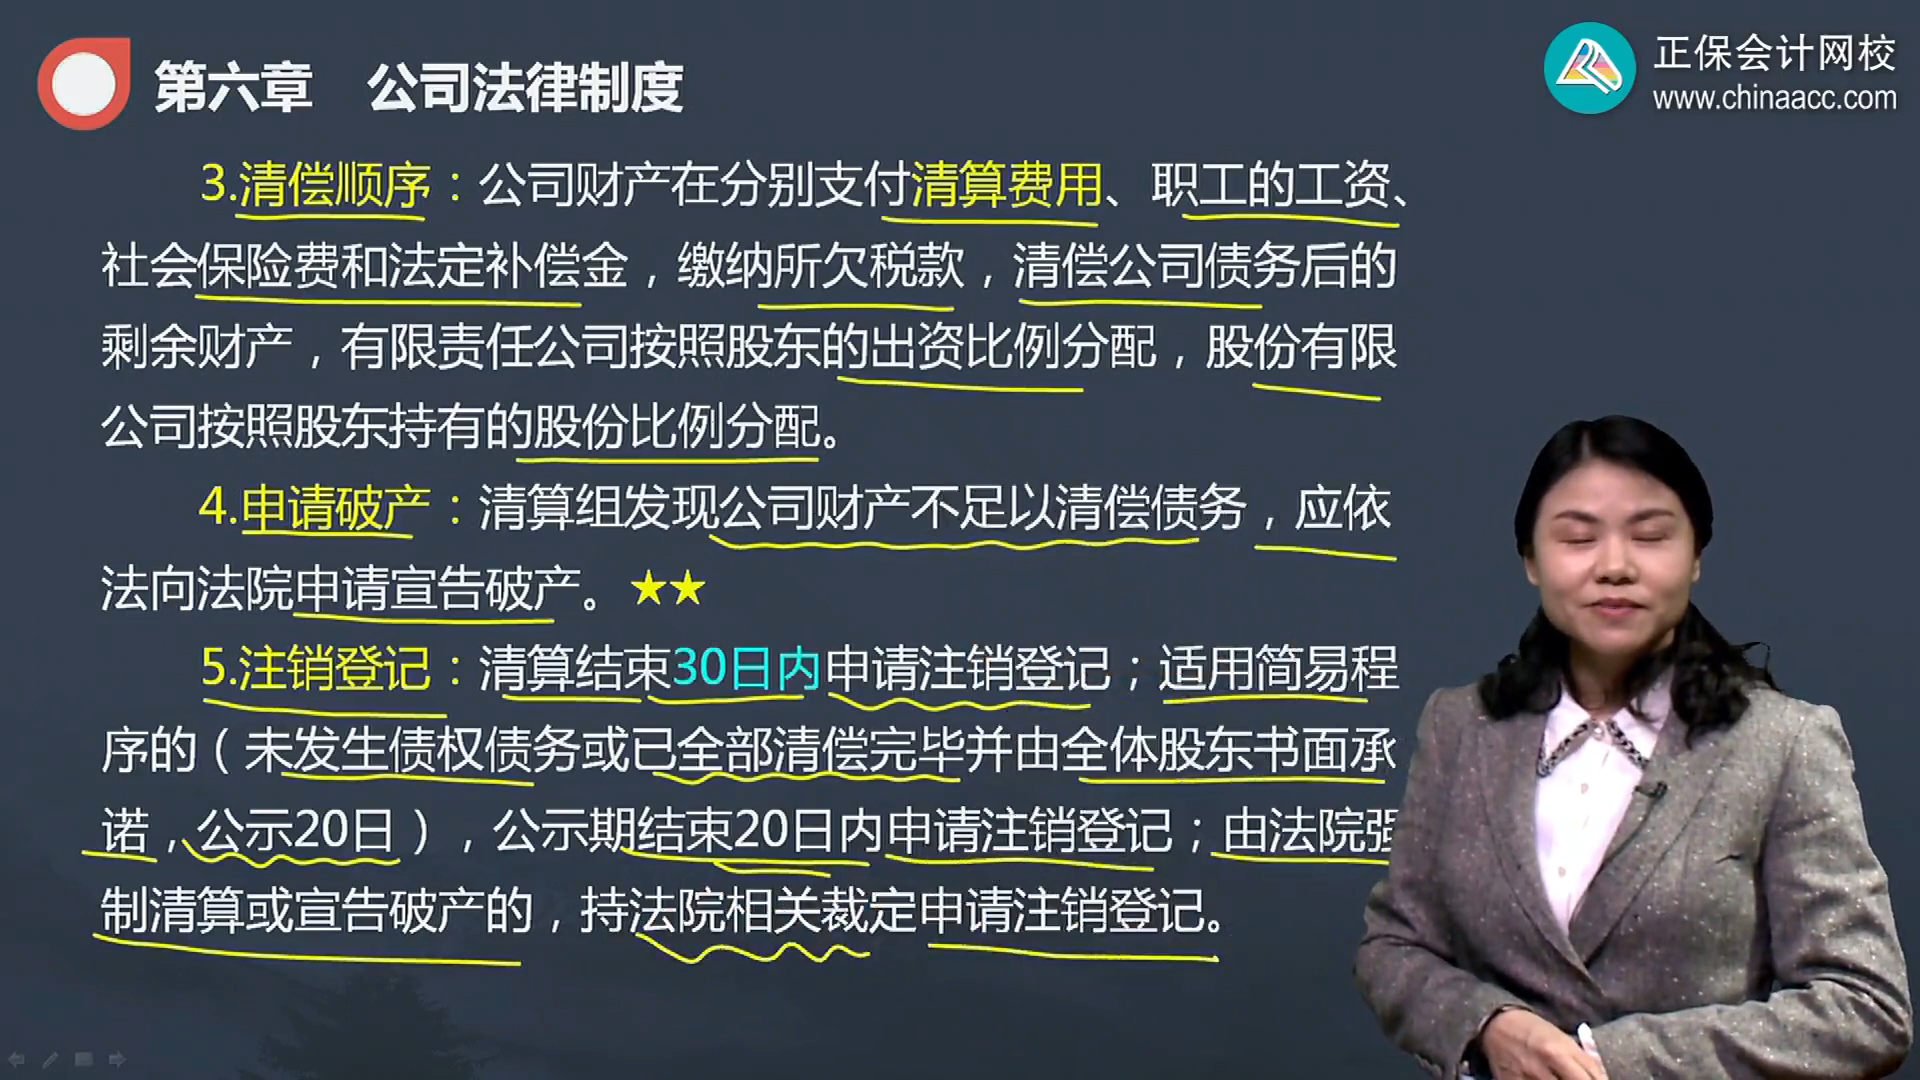 第六章　公司法律制度
正保会计网校
www.chinaacc.com
3.清偿顺序：公司财产在分别支付清算费用、职工的工资、
社会保险费和法定补偿金，缴纳所欠税款，清偿公司债务后的
剩余财产，有限责任公司按照股东的出资比例分配，股份有限
公司按照股东持有的股份比例分配。
4.申请破产：清算组发现公司财产不足以清偿债务，应依
法向法院申请宣告破产。★★
5.注销登记：清算结束30日内申请注销登记；适用简易程
序的（未发生债权债务或已全部清偿完毕并由全体股东书面承
诺，公示20日），公示期结束20日内申请注销登记；由法院强
制清算或宣告破产的，持法院相关裁定申请注销登记。